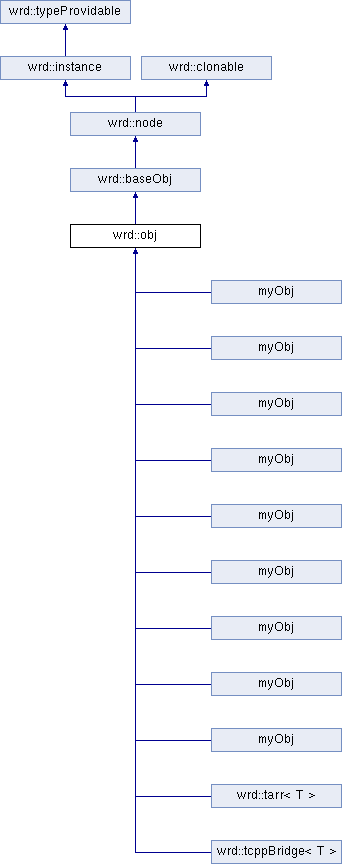 wrd::typeProvidable
wrd::instance
wrd::clonable
wrd::node
wrd::baseObj
wrd::obj
myObj
myObj
myObj
myObj
myObj
myObj
myObj
myObj
myObj
wrd::tarr< T >
wrd::tcppBridge< T >